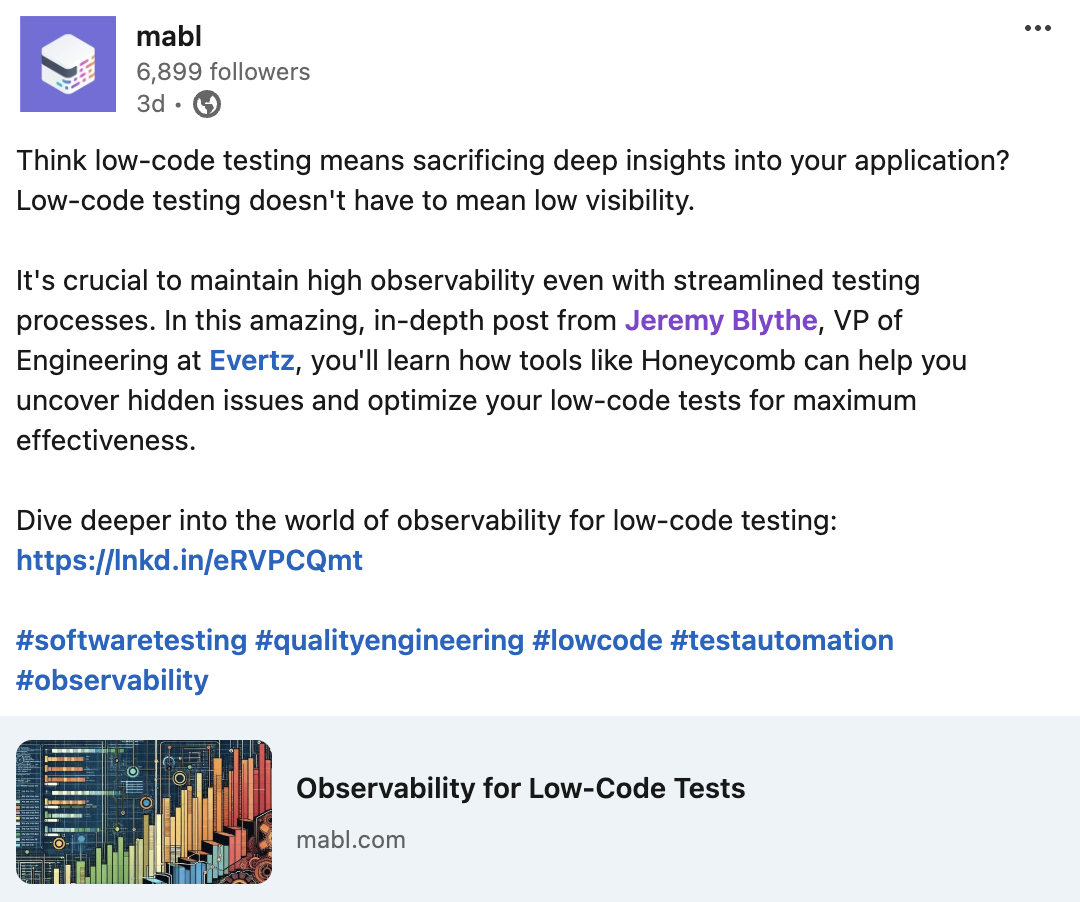 mabl
6,899 followers
3d •
Think low-code testing means sacrificing deep insights into your application?
Low-code testing doesn't have to mean low visibility.
It's crucial to maintain high observability even with streamlined testing
processes. In this amazing, in-depth post from Jeremy Blythe, VP of
Engineering at Evertz, you'll learn how tools like Honeycomb can help you
uncover hidden issues and optimize your low-code tests for maximum
effectiveness.
Dive deeper into the world of observability for low-code testing:
https://lnkd.in/eRVPCQmt
#softwaretesting #qualityengineering #lowcode #testautomation
#observability
Observability for Low-Code Tests
mabl.com